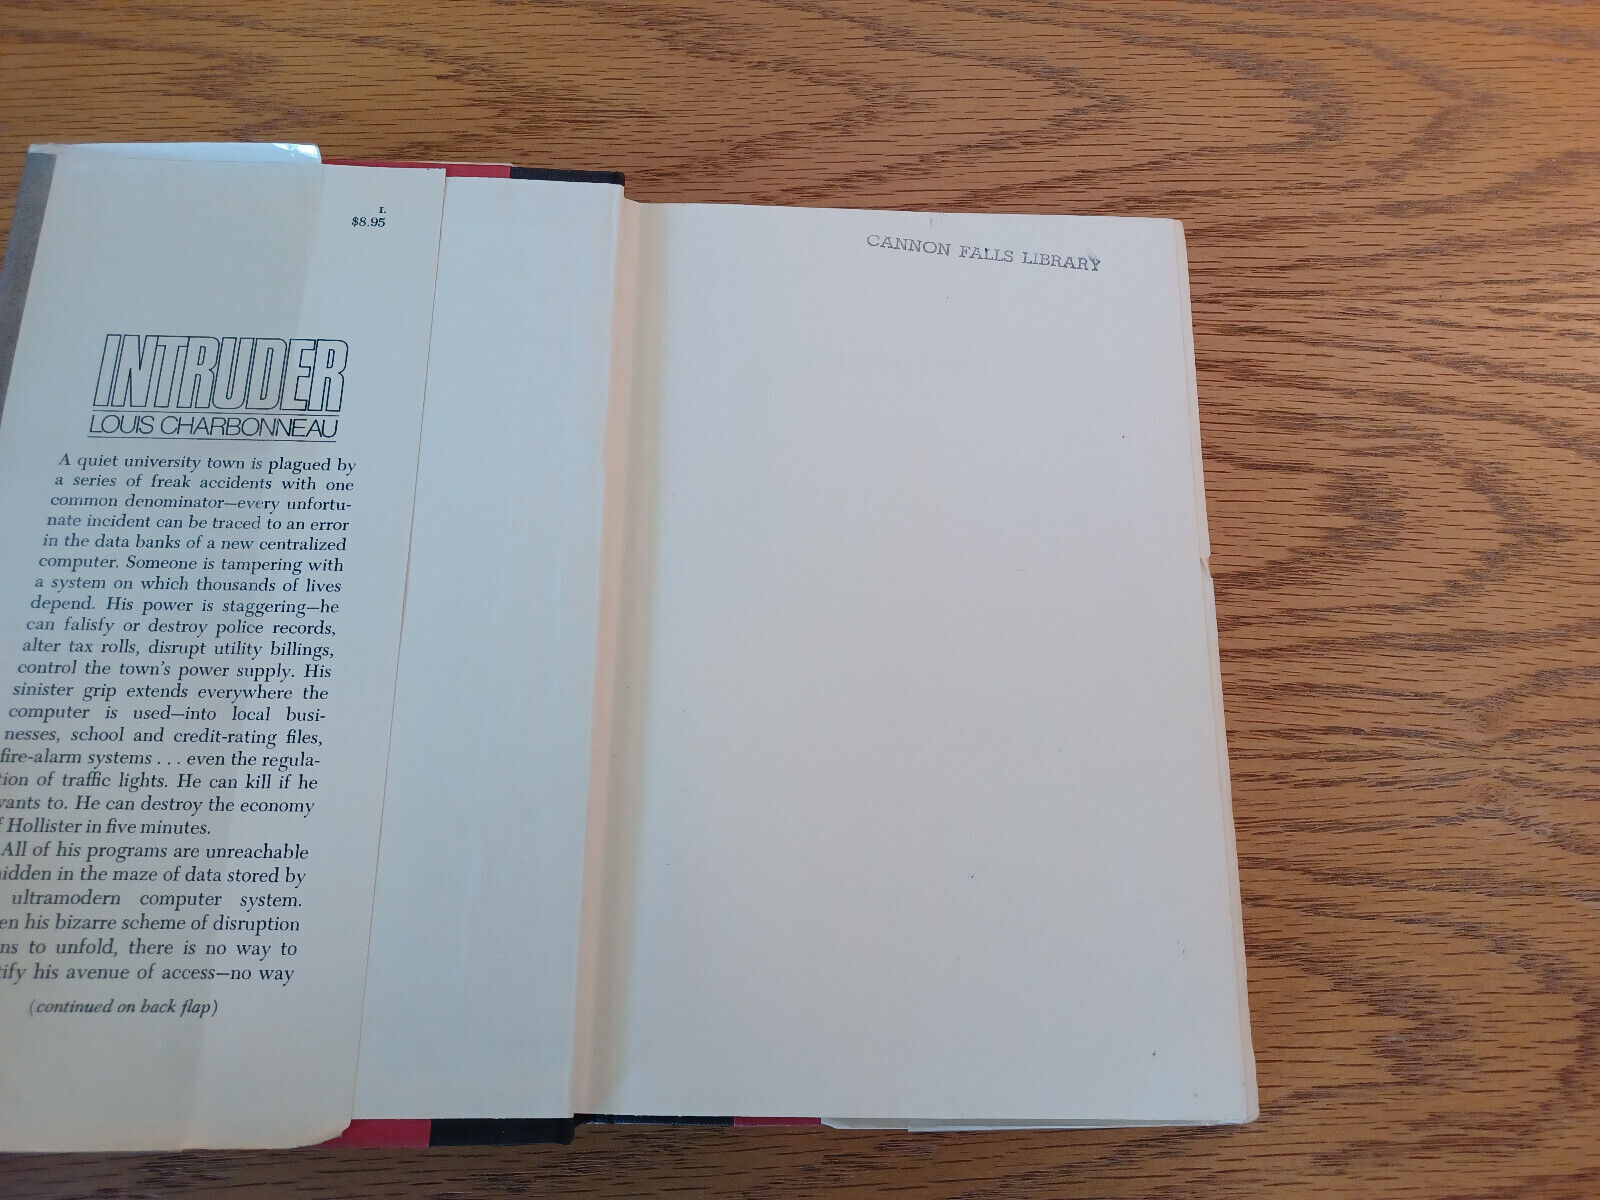 I.
$8.95
INTRUDER
LOUIS CHARBONNEAU
A quiet university town is plagued by
a series of freak accidents with one
common denominator—every unfortu-
nate incident can be traced to an error
in the data banks of a new centralized
computer. Someone is tampering with
a system on which thousands of lives
depend. His power is staggering—he
can falisfy or destroy police records,
alter tax rolls, disrupt utility billings,
control the town's power supply. His
sinister grip extends everywhere the
computer is used—into local busi-
nesses, school and credit-rating files,
fire-alarm systems . . . even the regula-
tion of traffic lights. He can kill if he
wants to. He can destroy the economy
f Hollister in five minutes.
All of his programs are unreachable
idden in the maze of data stored by
ultramodern computer system.
en his bizarre scheme of disruption
ns to unfold, there is no way to
tify his avenue of access—no way
(continued on back flap)
CANNON FALLS LIBRARY